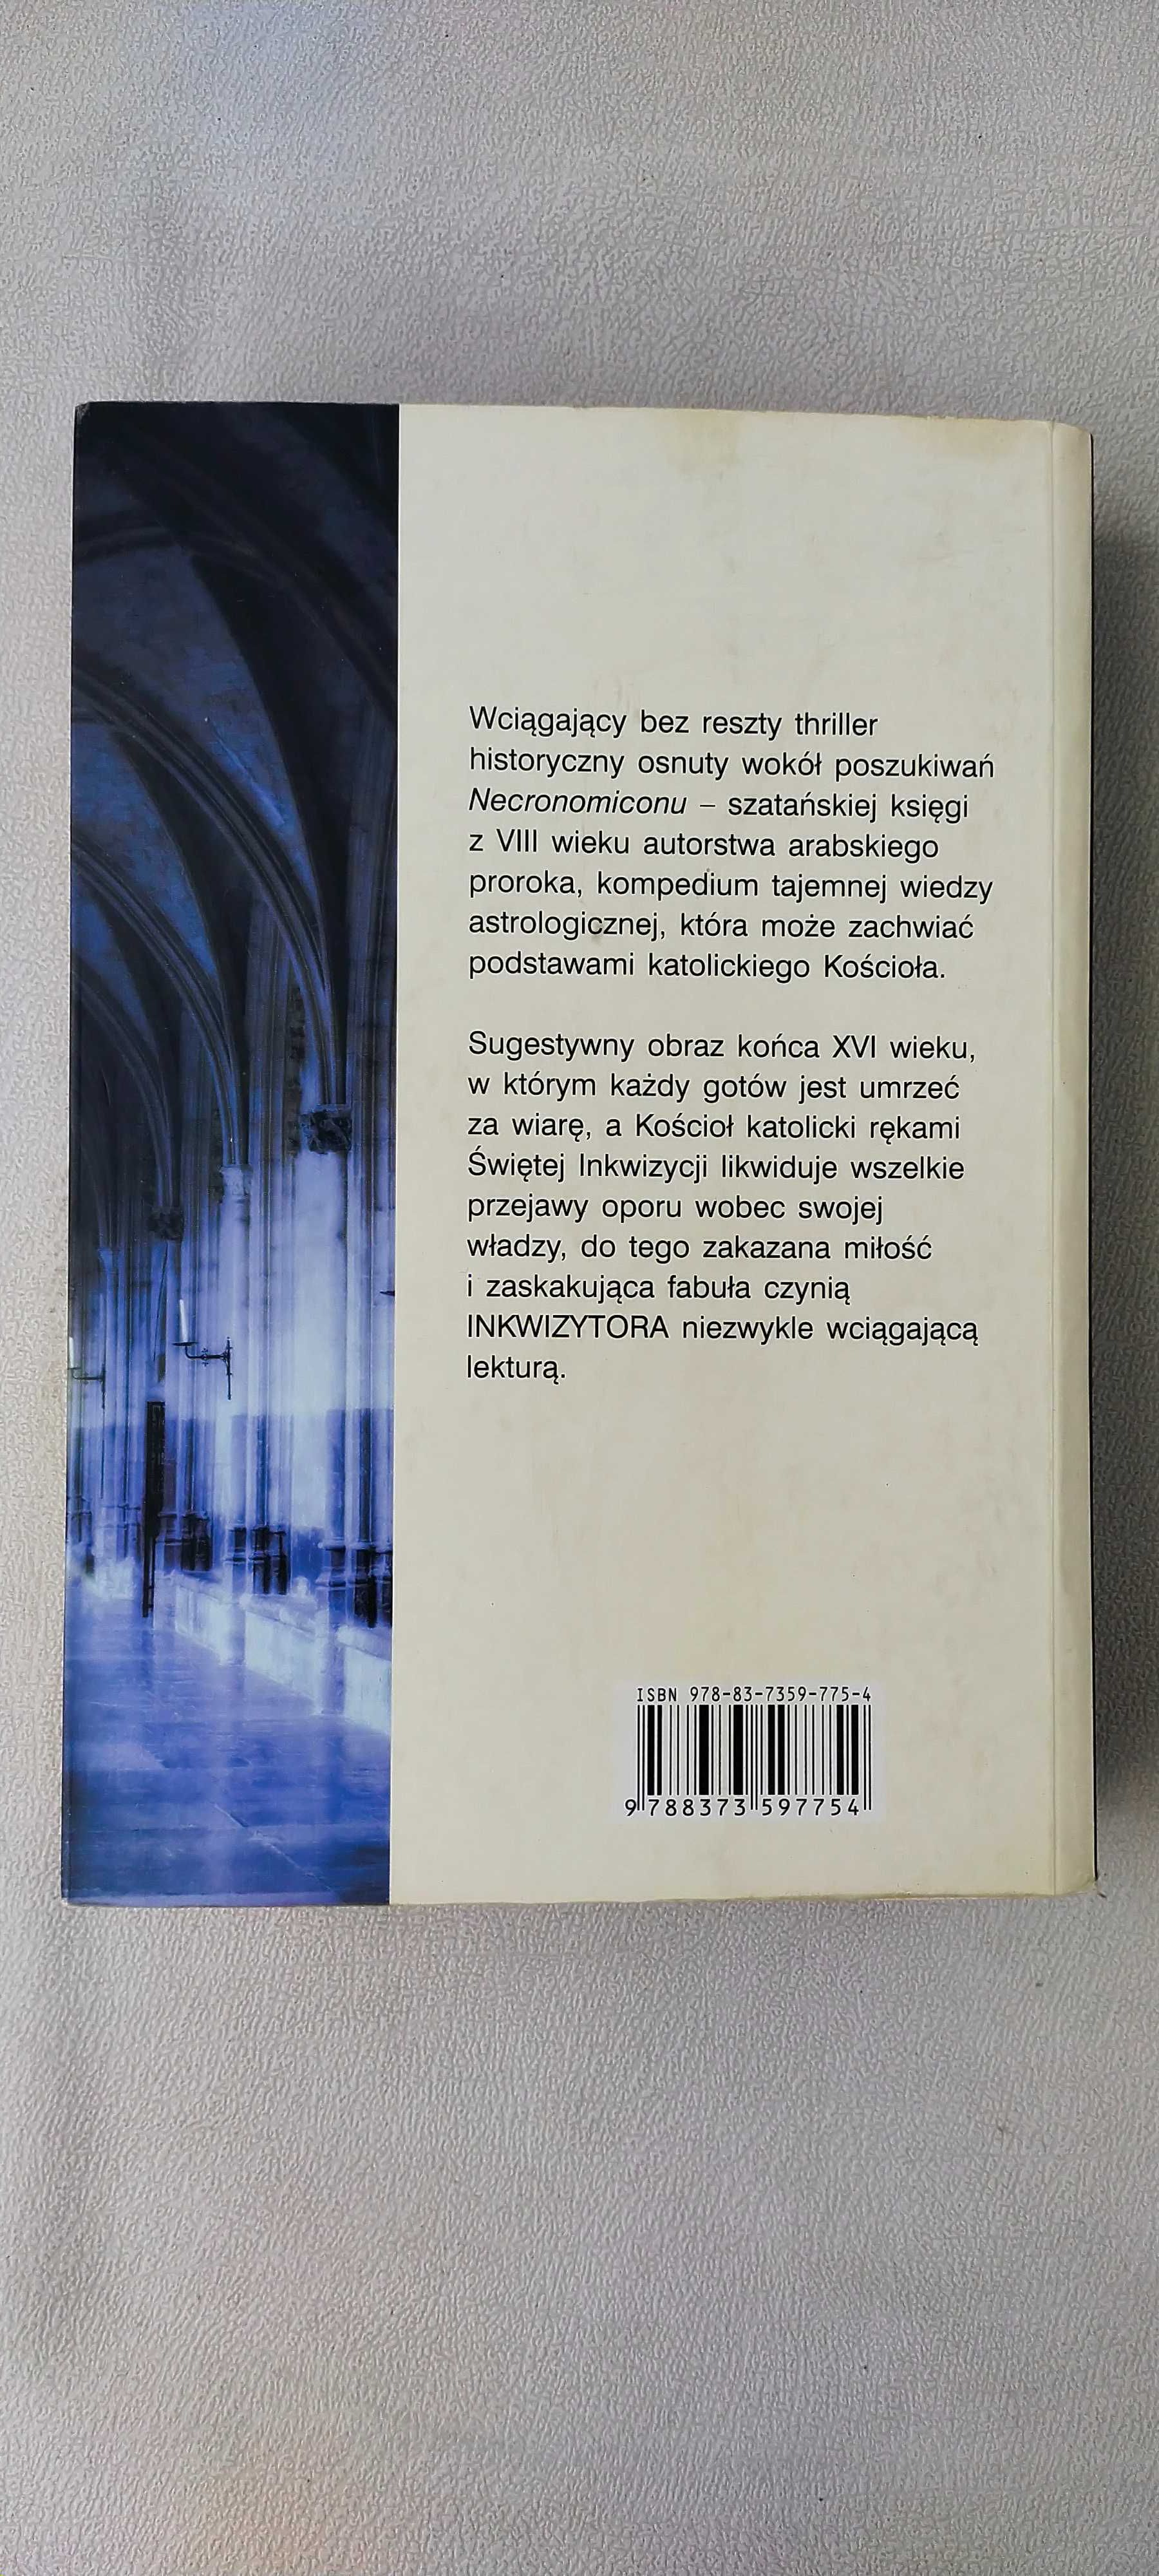 Wciągający bez reszty thriller
historyczny osnuty wokół poszukiwań
Necronomiconu – szatańskiej księgi
z VIII wieku autorstwa arabskiego
proroka, kompedium tajemnej wiedzy
astrologicznej, która może zachwiać
podstawami katolickiego Kościoła.
Sugestywny obraz końca XVI wieku,
w którym każdy gotów jest umrzeć
za wiarę, a Kościół katolicki rękami
Świętej Inkwizycji likwiduje wszelkie
przejawy oporu wobec swojej
władzy, do tego zakazana miłość
i zaskakująca fabuła czynią
INKWIZYTORA niezwykle wciągającą
lekturą.
ISBN 978-83-7359-775-4
9 788373 597754